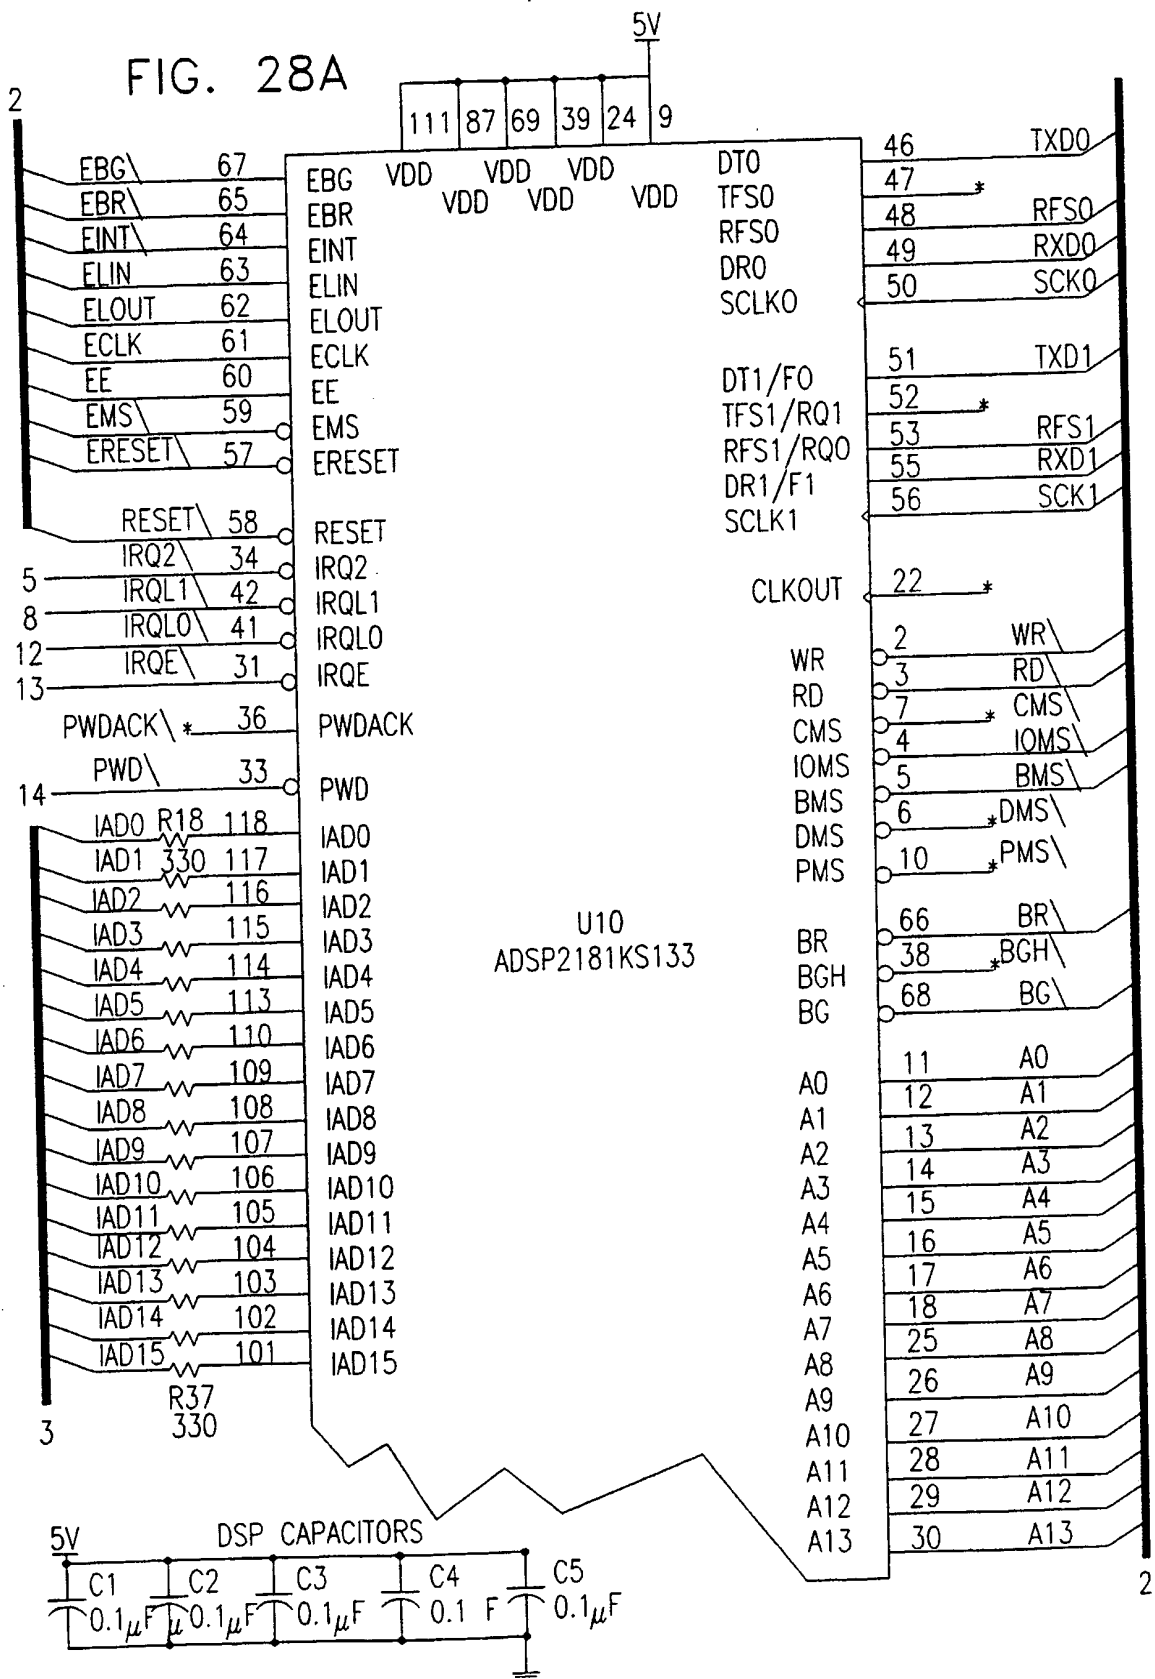 5V
FIG. 28A
2
111 87 69 39 24 9
VDD VDD VDD
VDD VDD VDD
EBG\ 67 EBG
EBR\ 65 EBR
EINT\ 64 EINT
ELIN 63 ELIN
ELOUT 62 ELOUT
ECLK 61 ECLK
EE 60 EE
EMS\ 59 EMS
ERESET\ 57 ERESET
RESET\ 58 RESET
5 IRQ2\ 34 IRQ2
8 IRQL1\ 42 IRQL1
12 IRQL0\ 41 IRQL0
13 IRQE\ 31 IRQE
PWDACK\ * 36 PWDACK
14 PWD\ 33 PWD
IAD0 R18 118 IAD0
IAD1 330 117 IAD1
IAD2 116 IAD2
IAD3 115 IAD3
IAD4 114 IAD4
IAD5 113 IAD5
IAD6 110 IAD6
IAD7 109 IAD7
IAD8 108 IAD8
IAD9 107 IAD9
IAD10 106 IAD10
IAD11 105 IAD11
IAD12 104 IAD12
IAD13 103 IAD13
IAD14 102 IAD14
IAD15 101 IAD15
R37
330
3
U10
ADSP2181KS133
DT0 46 TXD0
TFS0 47 *
RFS0 48 RFS0
DR0 49 RXD0
SCLK0 50 SCK0
DT1/F0 51 TXD1
TFS1/RQ1 52 *
RFS1/RQ0 53 RFS1
DR1/F1 55 RXD1
SCLK1 56 SCK1
CLKOUT 22 *
WR 2 WR\
RD 3 RD\
CMS 7 * CMS\
IOMS 4 IOMS\
BMS 5 BMS\
DMS 6 *DMS\
PMS 10 *PMS\
BR 66 BR\
BGH 38 *BGH\
BG 68 BG\
A0 11 A0
A1 12 A1
A2 13 A2
A3 14 A3
A4 15 A4
A5 16 A5
A6 17 A6
A7 18 A7
A8 25 A8
A9 26 A9
A10 27 A10
A11 28 A11
A12 29 A12
A13 30 A13
2
5V DSP CAPACITORS
C1 C2 C3 C4 C5
0.1μF μ 0.1μF 0.1μF 0.1 F 0.1μF